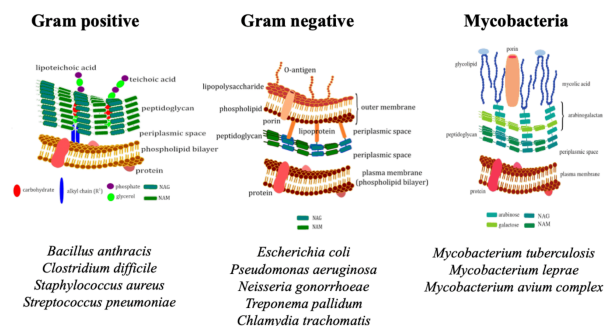 Gram positive
lipoteichoic acid
teichoic acid
peptidoglycan
periplasmic space
phospholipid bilayer
protein
carbohydrate
alkyl chain (R')
phosphate
glycerol
NAG
NAM
Bacillus anthracis
Clostridium difficile
Staphylococcus aureus
Streptococcus pneumoniae
Gram negative
O-antigen
lipopolysaccharide
phospholipid
outer membrane
porin
lipoprotein
periplasmic space
peptidoglycan
periplasmic space
plasma membrane
(phospholipid bilayer)
protein
NAG
NAM
Escherichia coli
Pseudomonas aeruginosa
Neisseria gonorrhoeae
Treponema pallidum
Chlamydia trachomatis
Mycobacteria
porin
glycolipid
mycolic acid
arabinogalactan
peptidoglycan
periplasmic space
plasma membrane
protein
arabinose
NAG
galactose
NAM
Mycobacterium tuberculosis
Mycobacterium leprae
Mycobacterium avium complex